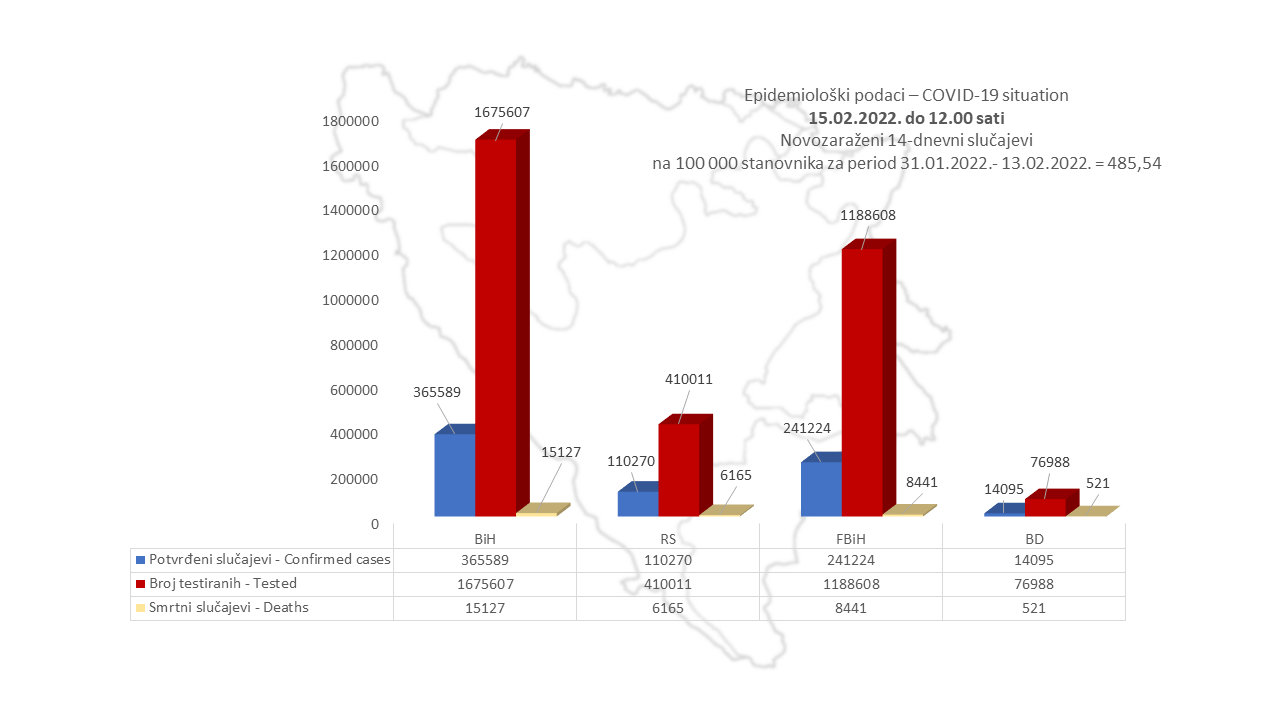 Epidemiološki podaci – COVID-19 situation
15.02.2022. do 12.00 sati
Novozaraženi 14-dnevni slučajevi
na 100 000 stanovnika za period 31.01.2022.- 13.02.2022. = 485,54
1800000
1600000
1400000
1200000
1000000
800000
600000
400000
200000
0
365589
1675607
15127
110270
410011
6165
241224
1188608
8441
14095
76988
521
BiH RS FBiH BD
Potvrđeni slučajevi - Confirmed cases 365589 110270 241224 14095
Broj testiranih - Tested 1675607 410011 1188608 76988
Smrtni slučajevi - Deaths 15127 6165 8441 521